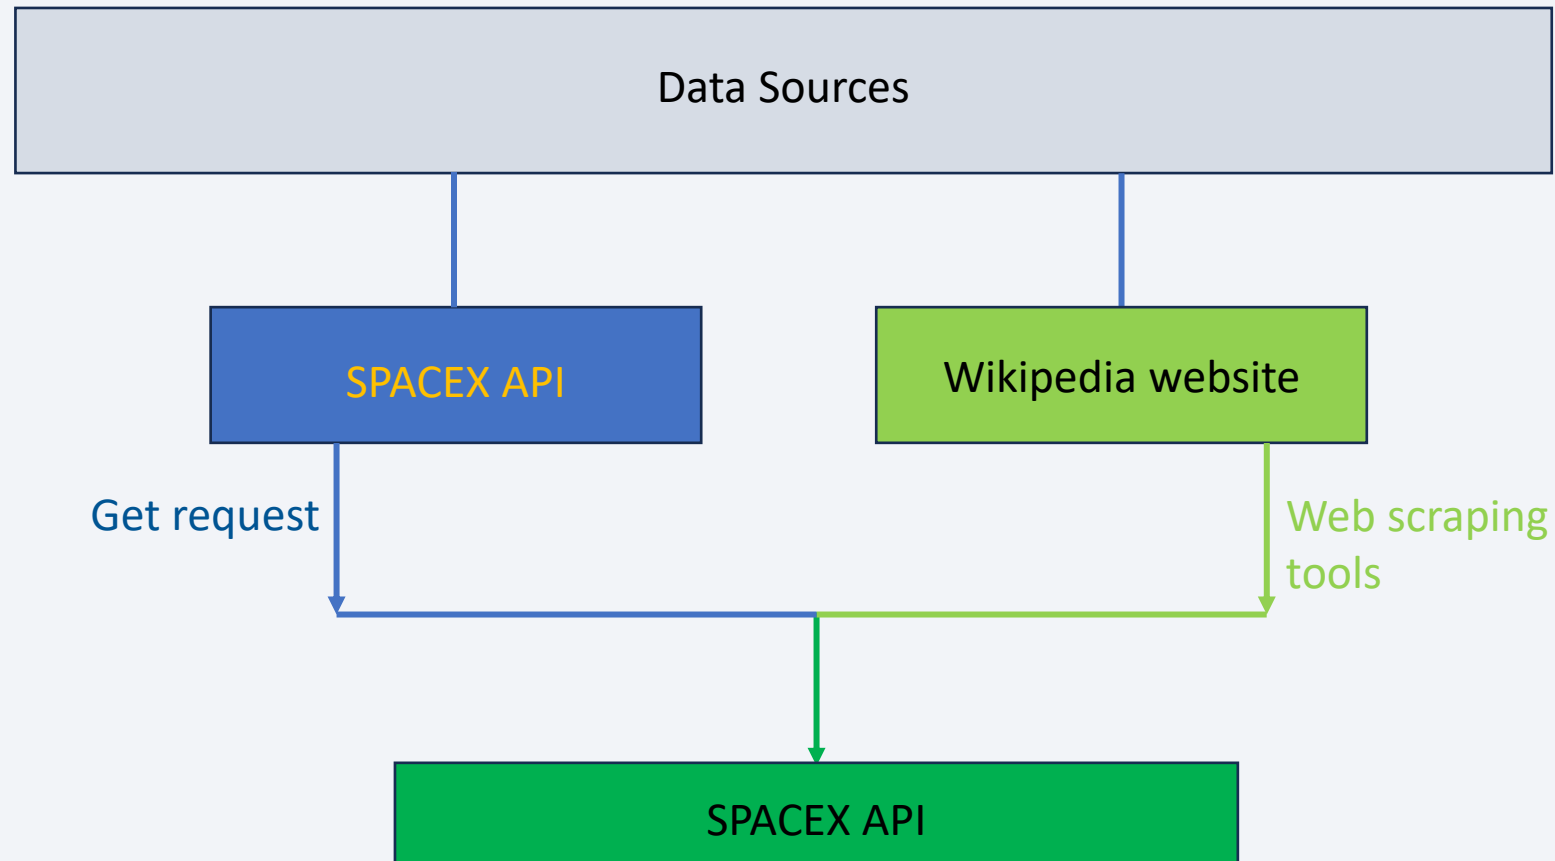 Data Sources
SPACEX API
Wikipedia website
Get request
Web scraping
tools
SPACEX API